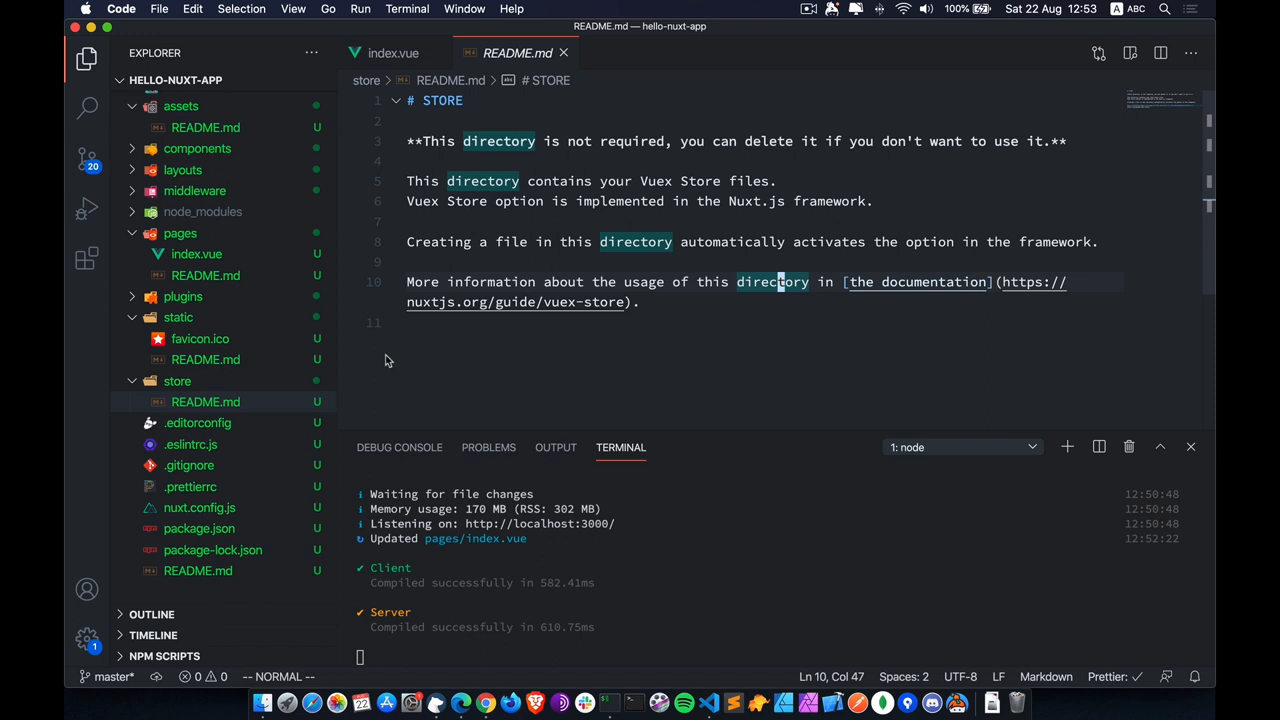 Code File Edit Selection View Go Run Terminal Window Help 100% Sat 22 Aug 12:53 A ABC
README.md — hello-nuxt-app
EXPLORER
index.vue README.md
HELLO-NUXT-APP
store > README.md > # STORE
assets
README.md U
components
layouts
middleware
node_modules
pages
index.vue U
README.md U
plugins
static
favicon.ico U
README.md U
store
README.md U
.editorconfig U
.eslintrc.js U
.gitignore U
.prettierrc U
nuxt.config.js U
package.json U
package-lock.json U
README.md U
OUTLINE
TIMELINE
NPM SCRIPTS
20
1
1 # STORE
2
3 **This directory is not required, you can delete it if you don't want to use it.**
4
5 This directory contains your Vuex Store files.
6 Vuex Store option is implemented in the Nuxt.js framework.
7
8 Creating a file in this directory automatically activates the option in the framework.
9
10 More information about the usage of this directory in [the documentation](https://
nuxtjs.org/guide/vuex-store).
11
DEBUG CONSOLE PROBLEMS OUTPUT TERMINAL 1: node
i Waiting for file changes 12:50:48
i Memory usage: 170 MB (RSS: 302 MB) 12:50:48
i Listening on: http://localhost:3000/ 12:50:48
↻ Updated pages/index.vue 12:52:22
✔ Client
Compiled successfully in 582.41ms
✔ Server
Compiled successfully in 610.75ms
master* 0 0 -- NORMAL -- Ln 10, Col 47 Spaces: 2 UTF-8 LF Markdown Prettier: ✓
22